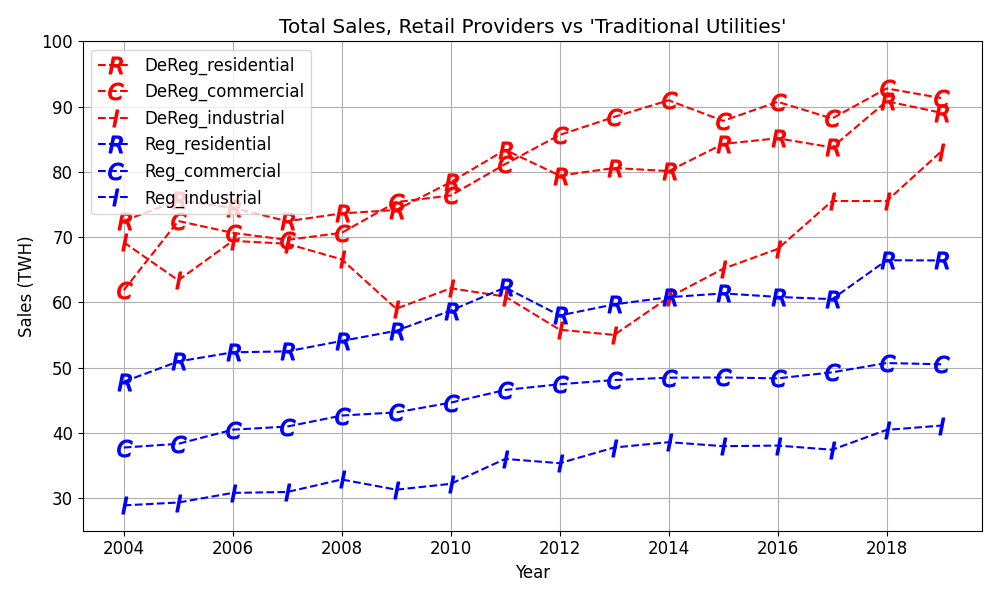 Total Sales, Retail Providers vs 'Traditional Utilities'
Sales (TWH)
100
90
80
70
60
50
40
30
R DeReg_residential
C DeReg_commercial
I DeReg_industrial
R Reg_residential
C Reg_commercial
I Reg_industrial
2004 2006 2008 2010 2012 2014 2016 2018
Year